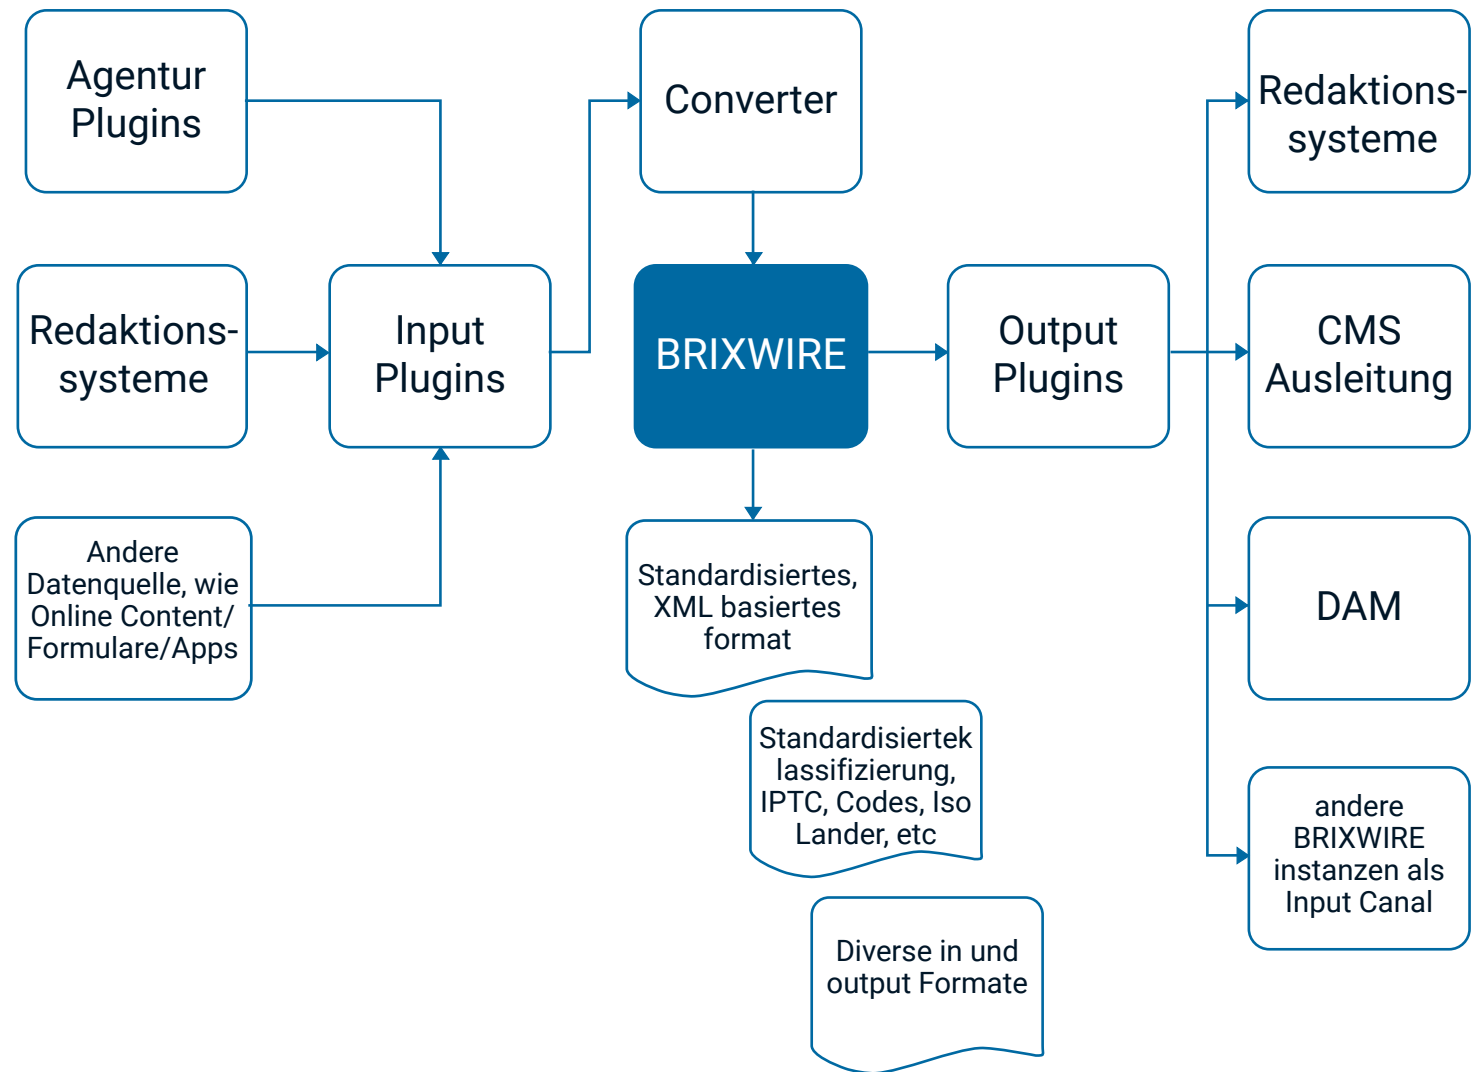 Agentur
Plugins
Converter
Redaktions-
systeme
Redaktions-
systeme
Input
Plugins
BRIXWIRE
Output
Plugins
CMS
Ausleitung
Andere
Datenquelle, wie
Online Content/
Formulare/Apps
Standardisiertes,
XML basiertes
format
DAM
Standardisiertek
lassifizierung,
IPTC, Codes, Iso
Lander, etc
andere
BRIXWIRE
instanzen als
Input Canal
Diverse in und
output Formate